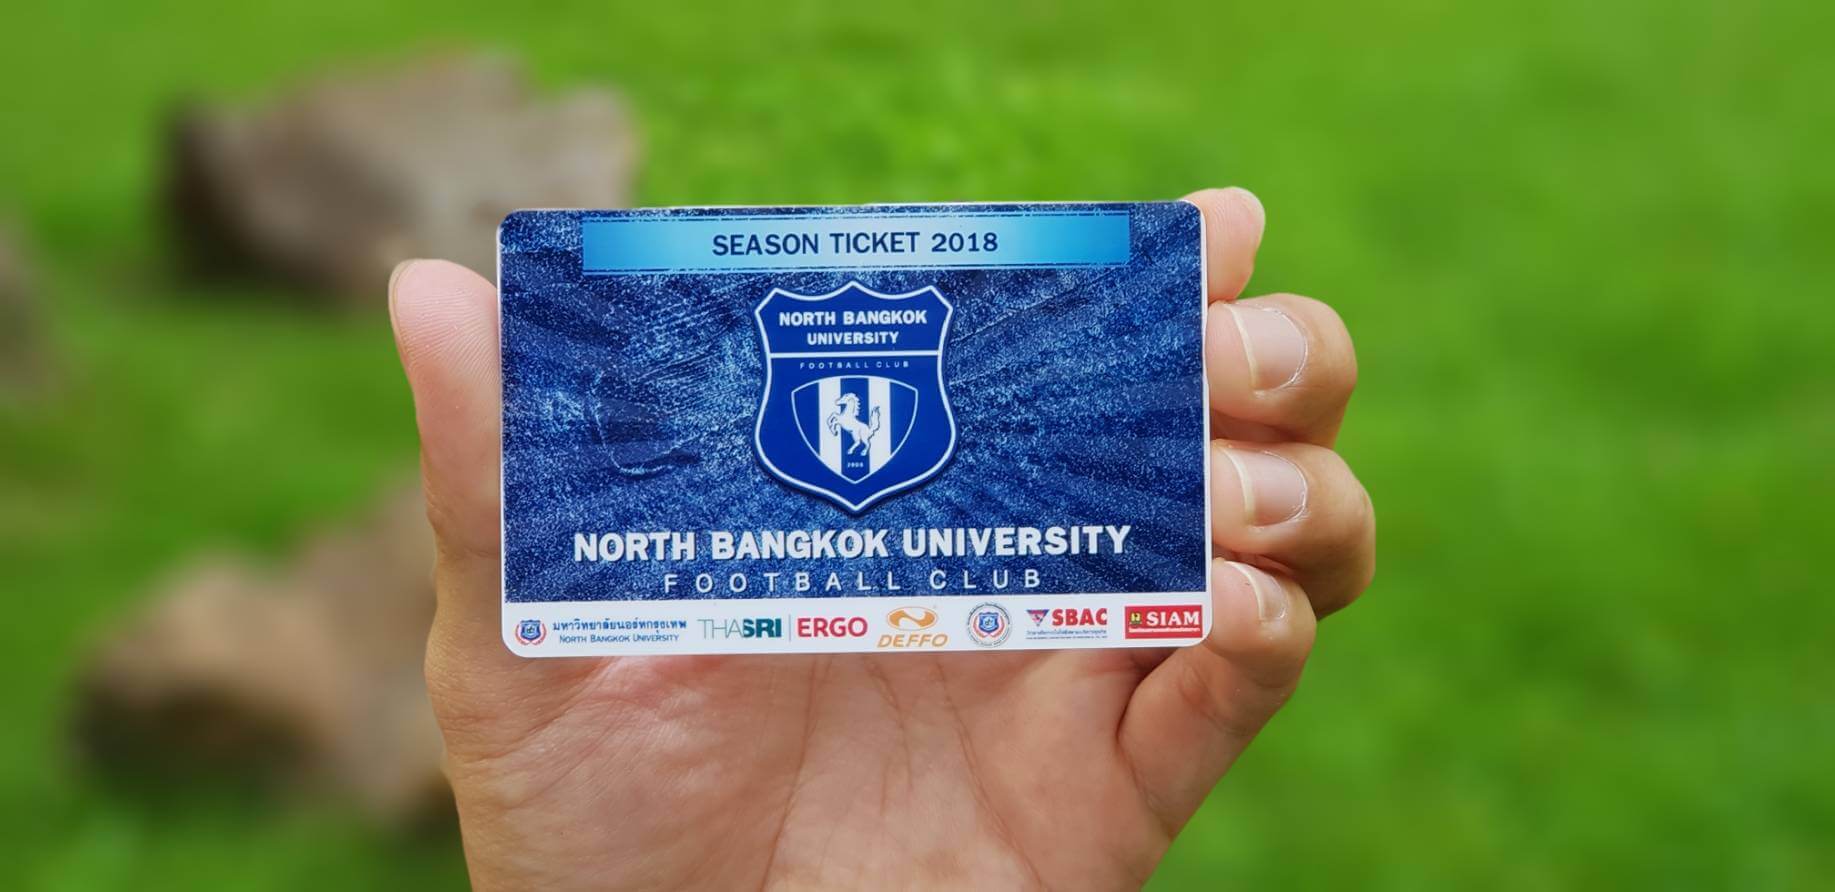 SEASON TICKET 2018
NORTH BANGKOK
UNIVERSITY
FOOTBALL CLUB
NORTH BANGKOK UNIVERSITY
FOOTBALL CLUB
มหาวิทยาลัยนอร์ทกรุงเทพ
NORTH BANGKOK UNIVERSITY
THASRI ERGO
DEFFO
SBAC
SIAM